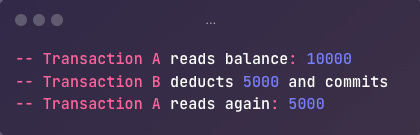 ...
-- Transaction A reads balance: 10000
-- Transaction B deducts 5000 and commits
-- Transaction A reads again: 5000